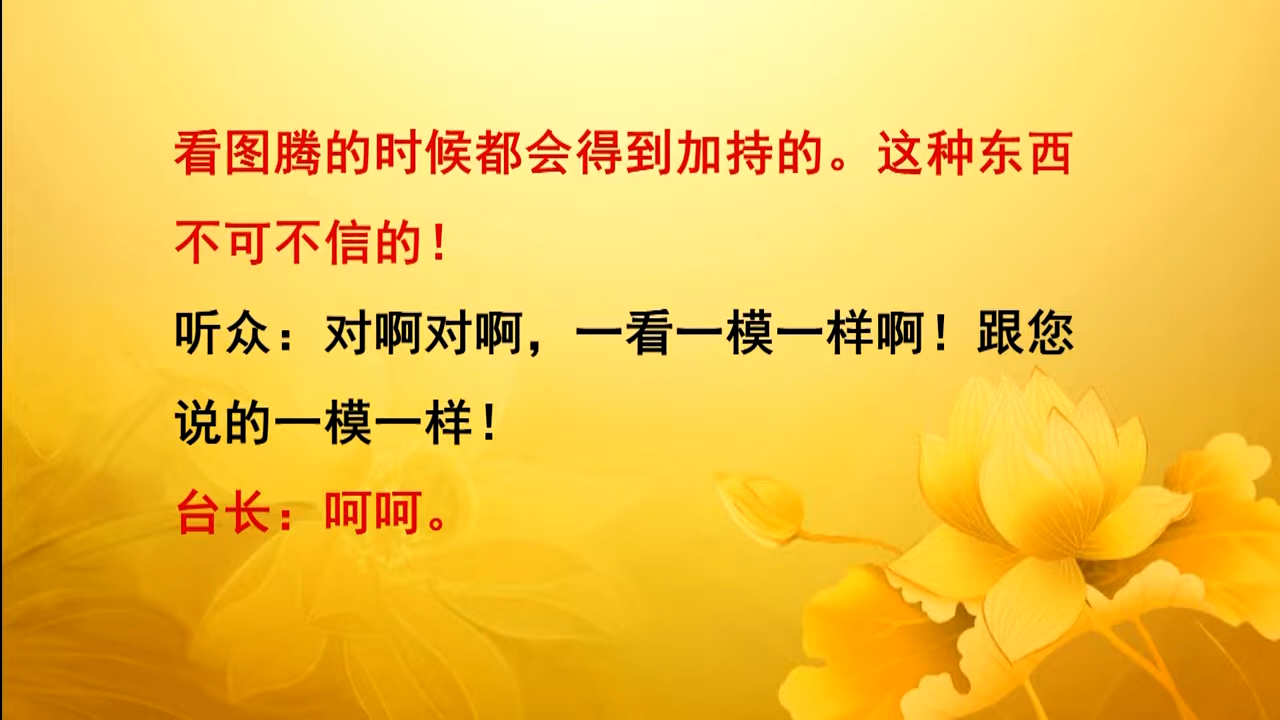 看图腾的时候都会得到加持的。这种东西
不可不信的！
听众：对啊对啊，一看一模一样啊！跟您
说的一模一样！
台长：呵呵。